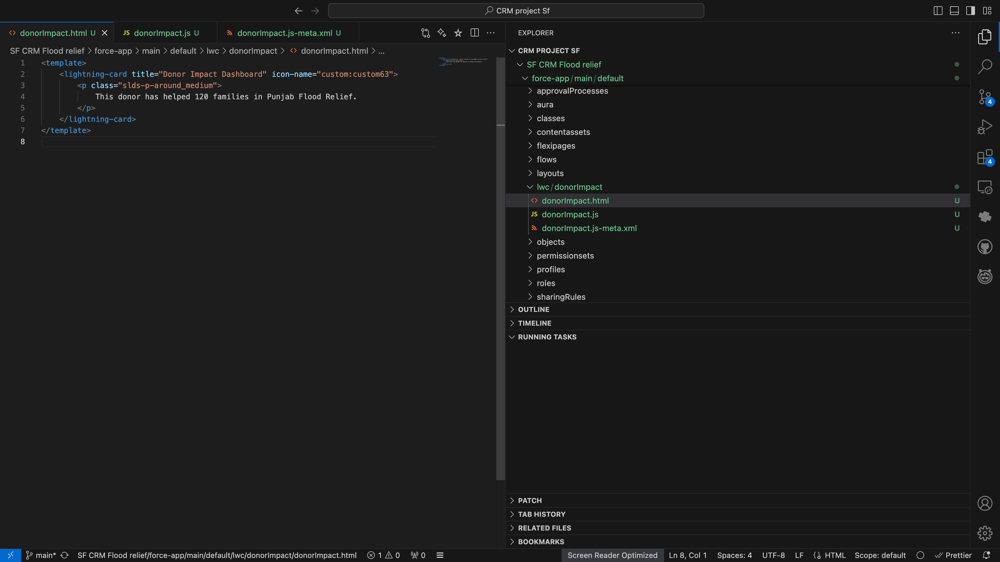 CRM project Sf
donorImpact.html U
JS donorImpact.js U
donorImpact.js-meta.xml U
SF CRM Flood relief > force-app > main > default > lwc > donorImpact > <> donorImpact.html > ...
1 <template>
2 <lightning-card title="Donor Impact Dashboard" icon-name="custom:custom63">
3 <p class="slds-p-around_medium">
4 This donor has helped 120 families in Punjab Flood Relief.
5 </p>
6 </lightning-card>
7 </template>
8
EXPLORER
CRM PROJECT SF
SF CRM Flood relief
force-app/main/default
approvalProcesses
aura
classes
contentassets
flexipages
flows
layouts
lwc/donorImpact
donorImpact.html U
JS donorImpact.js U
donorImpact.js-meta.xml U
objects
permissionsets
profiles
roles
sharingRules
OUTLINE
TIMELINE
RUNNING TASKS
PATCH
TAB HISTORY
RELATED FILES
BOOKMARKS
4
4
main* SF CRM Flood relief/force-app/main/default/lwc/donorImpact/donorImpact.html 1 0 0 Screen Reader Optimized Ln 8, Col 1 Spaces: 4 UTF-8 LF HTML Scope: default Prettier